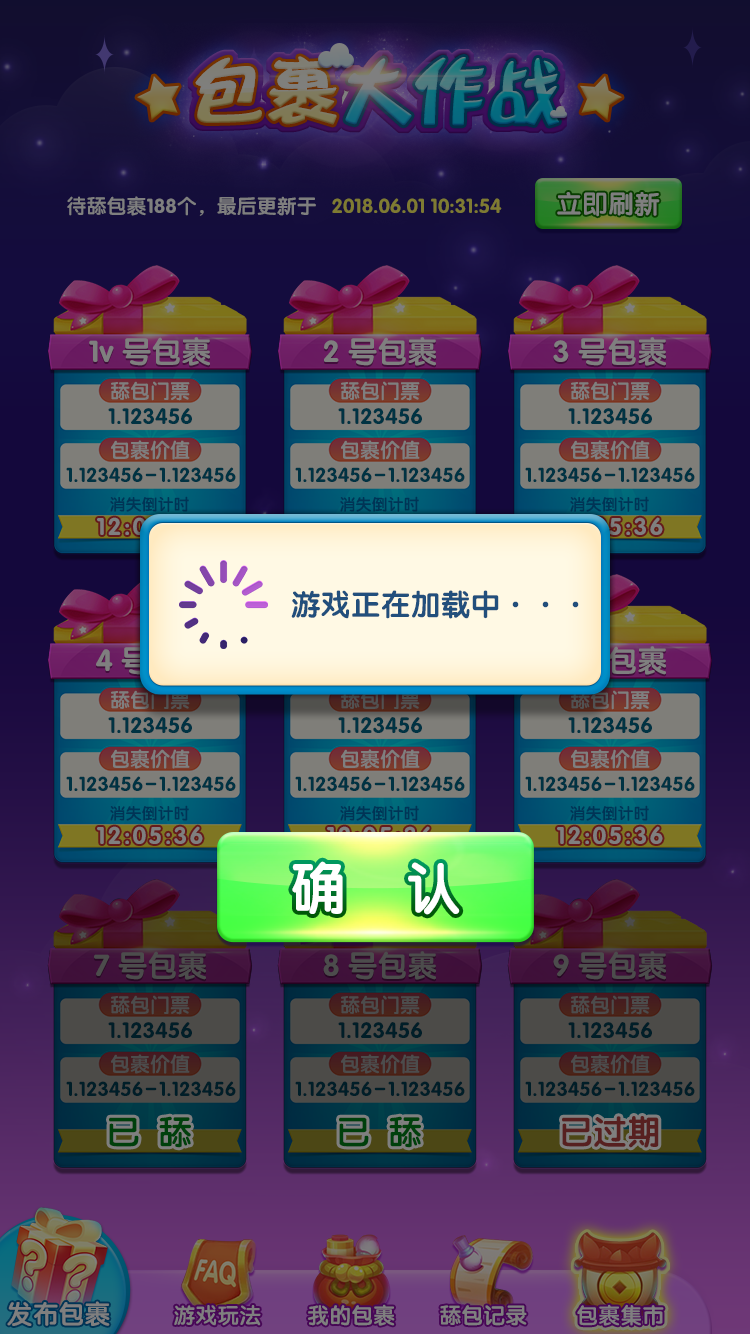 包裹大作战
待舔包裹188个，最后更新于 2018.06.01 10:31:54 立即刷新
1v 号包裹 2 号包裹 3 号包裹
舔包门票 舔包门票 舔包门票
1.123456 1.123456 1.123456
包裹价值 包裹价值 包裹价值
1.123456-1.123456 1.123456-1.123456 1.123456-1.123456
消失倒计时 消失倒计时 消失倒计时
12:0 5:36
游戏正在加载中···
4 号 包裹
舔包门票 舔包门票 舔包门票
1.123456 1.123456 1.123456
包裹价值 包裹价值 包裹价值
1.123456-1.123456 1.123456-1.123456 1.123456-1.123456
消失倒计时 消失倒计时 消失倒计时
12:05:36 12:05:36 12:05:36
确 认
7 号包裹 8 号包裹 9 号包裹
舔包门票 舔包门票 舔包门票
1.123456 1.123456 1.123456
包裹价值 包裹价值 包裹价值
1.123456-1.123456 1.123456-1.123456 1.123456-1.123456
已 舔 已 舔 已过期
FAQ
发布包裹 游戏玩法 我的包裹 舔包记录 包裹集市